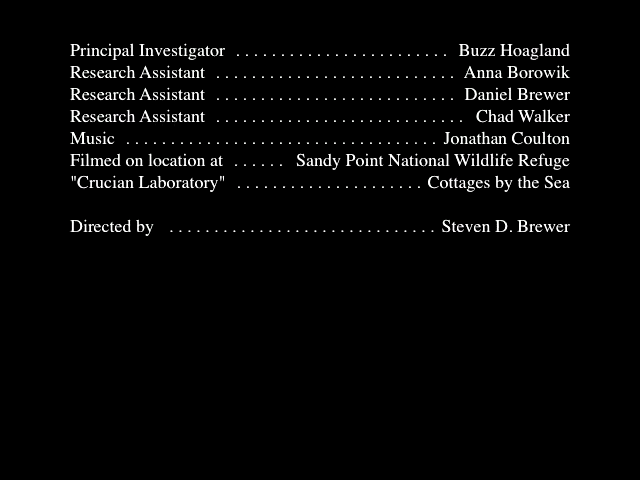 Principal Investigator ........................ Buzz Hoagland
Research Assistant ........................... Anna Borowik
Research Assistant ........................... Daniel Brewer
Research Assistant ............................ Chad Walker
Music ................................... Jonathan Coulton
Filmed on location at ...... Sandy Point National Wildlife Refuge
"Crucian Laboratory" ..................... Cottages by the Sea
Directed by .............................. Steven D. Brewer